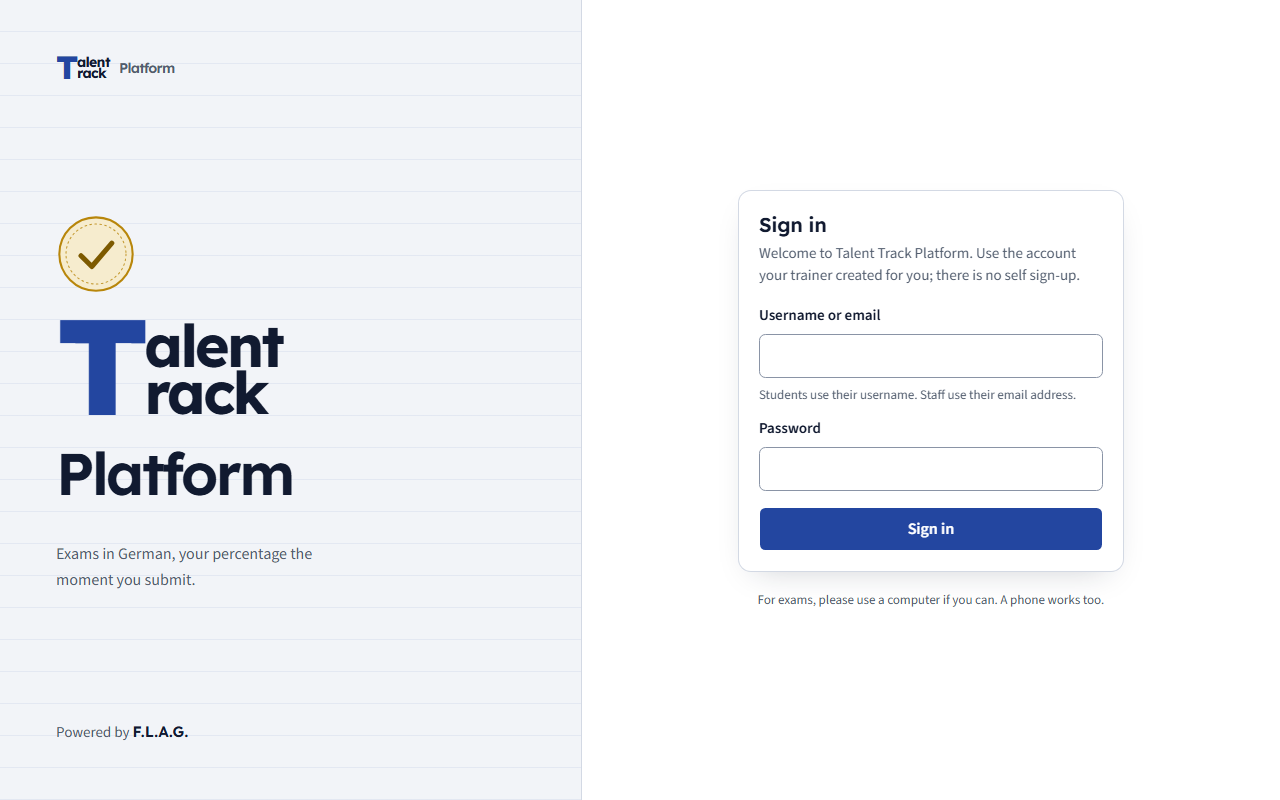 Talent
Track
Platform
Talent
Track
Platform
Exams in German, your percentage the
moment you submit.
Powered by F.L.A.G.
Sign in
Welcome to Talent Track Platform. Use the account
your trainer created for you; there is no self sign-up.
Username or email
Students use their username. Staff use their email address.
Password
Sign in
For exams, please use a computer if you can. A phone works too.